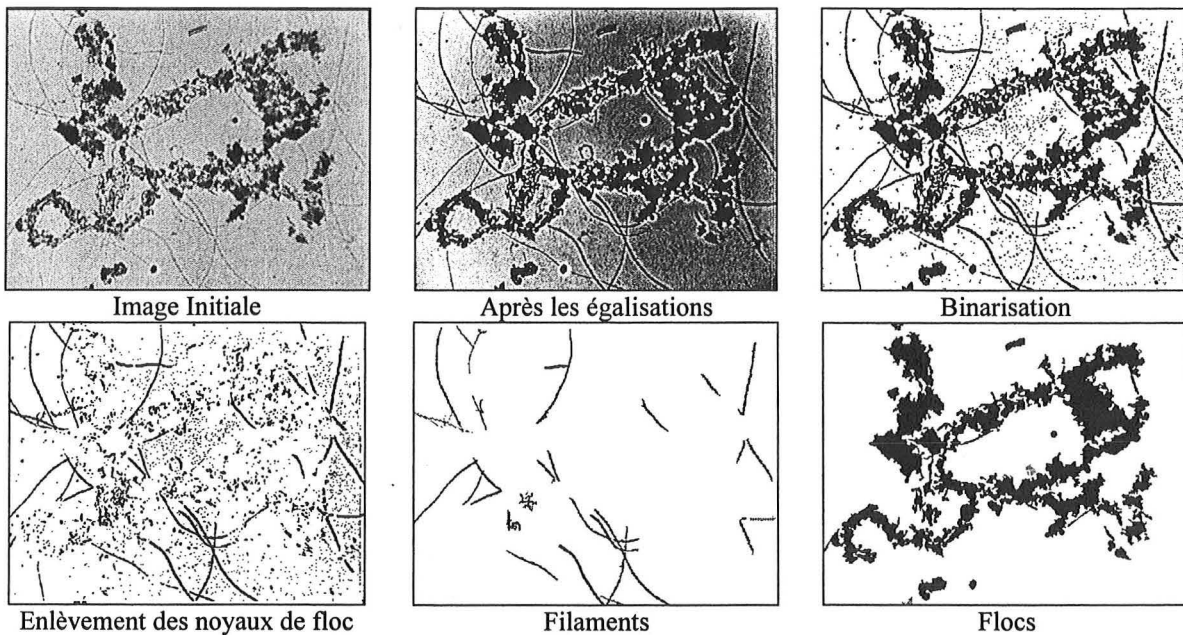 Image Initiale
Après les égalisations
Binarisation
Enlèvement des noyaux de floc
Filaments
Flocs